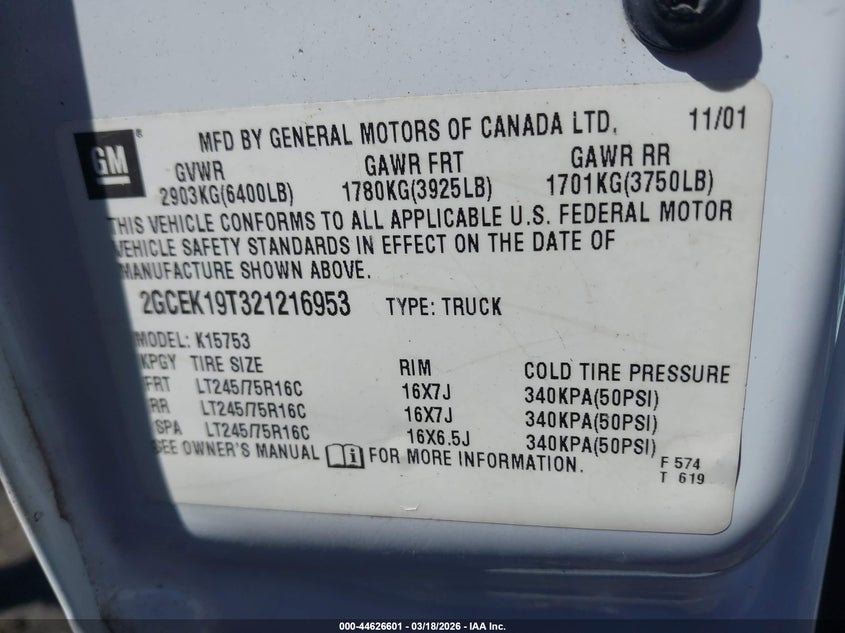 GM ®
MFD BY GENERAL MOTORS OF CANADA LTD. 11/01
GVWR GAWR FRT GAWR RR
2903KG(6400LB) 1780KG(3925LB) 1701KG(3750LB)
THIS VEHICLE CONFORMS TO ALL APPLICABLE U.S. FEDERAL MOTOR
VEHICLE SAFETY STANDARDS IN EFFECT ON THE DATE OF
MANUFACTURE SHOWN ABOVE.
2GCEK19T321216953 TYPE: TRUCK
MODEL: K15753
KPGY TIRE SIZE RIM COLD TIRE PRESSURE
FRT LT245/75R16C 16X7J 340KPA(50PSI)
RR LT245/75R16C 16X7J 340KPA(50PSI)
SPA LT245/75R16C 16X6.5J 340KPA(50PSI)
SEE OWNER'S MANUAL FOR MORE INFORMATION.
F 574
T 619
000-44626601 — 03/18/2026 — IAA Inc.